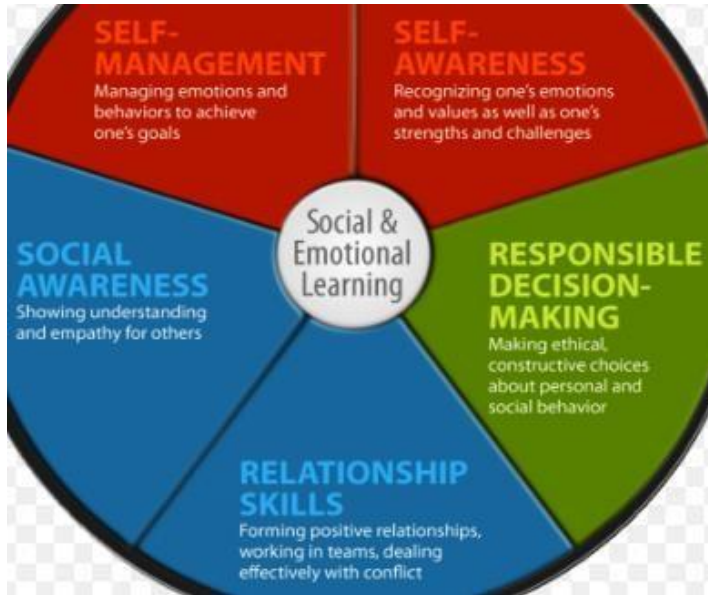 SELF-
MANAGEMENT
Managing emotions and
behaviors to achieve
one's goals
SELF-
AWARENESS
Recognizing one's emotions
and values as well as one's
strengths and challenges
Social &
Emotional
Learning
SOCIAL
AWARENESS
Showing understanding
and empathy for others
RESPONSIBLE
DECISION-
MAKING
Making ethical,
constructive choices
about personal and
social behavior
RELATIONSHIP
SKILLS
Forming positive relationships,
working in teams, dealing
effectively with conflict